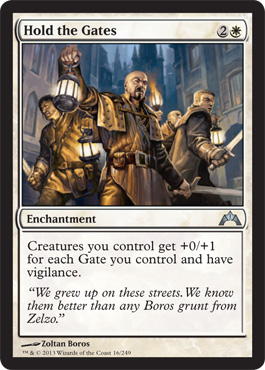 Hold the Gates 2
Enchantment
Creatures you control get +0/+1
for each Gate you control and have
vigilance.
“We grew up on these streets. We know
them better than any Boros grunt from
Zelzo.”
Zoltan Boros
™ & © 2013 Wizards of the Coast 16/249